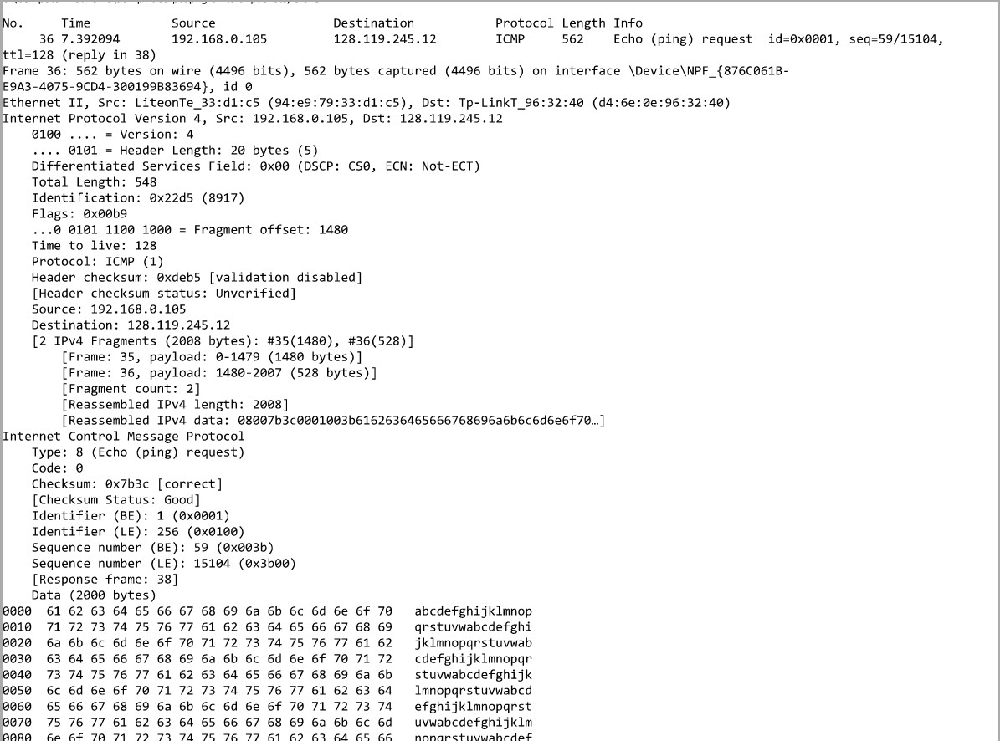 No.     Time           Source                Destination           Protocol Length Info
     36 7.392094       192.168.0.105         128.119.245.12        ICMP     562    Echo (ping) request  id=0x0001, seq=59/15104,
ttl=128 (reply in 38)
Frame 36: 562 bytes on wire (4496 bits), 562 bytes captured (4496 bits) on interface \Device\NPF_{876C061B-
E9A3-4075-9CD4-300199B83694}, id 0
Ethernet II, Src: LiteonTe_33:d1:c5 (94:e9:79:33:d1:c5), Dst: Tp-LinkT_96:32:40 (d4:6e:0e:96:32:40)
Internet Protocol Version 4, Src: 192.168.0.105, Dst: 128.119.245.12
    0100 .... = Version: 4
    .... 0101 = Header Length: 20 bytes (5)
    Differentiated Services Field: 0x00 (DSCP: CS0, ECN: Not-ECT)
    Total Length: 548
    Identification: 0x22d5 (8917)
    Flags: 0x00b9
    ...0 0101 1100 1000 = Fragment offset: 1480
    Time to live: 128
    Protocol: ICMP (1)
    Header checksum: 0xdeb5 [validation disabled]
    [Header checksum status: Unverified]
    Source: 192.168.0.105
    Destination: 128.119.245.12
    [2 IPv4 Fragments (2008 bytes): #35(1480), #36(528)]
        [Frame: 35, payload: 0-1479 (1480 bytes)]
        [Frame: 36, payload: 1480-2007 (528 bytes)]
        [Fragment count: 2]
        [Reassembled IPv4 length: 2008]
        [Reassembled IPv4 data: 08007b3c0001003b6162636465666768696a6b6c6d6e6f70…]
Internet Control Message Protocol
    Type: 8 (Echo (ping) request)
    Code: 0
    Checksum: 0x7b3c [correct]
    [Checksum Status: Good]
    Identifier (BE): 1 (0x0001)
    Identifier (LE): 256 (0x0100)
    Sequence number (BE): 59 (0x003b)
    Sequence number (LE): 15104 (0x3b00)
    [Response frame: 38]
    Data (2000 bytes)
0000  61 62 63 64 65 66 67 68 69 6a 6b 6c 6d 6e 6f 70   abcdefghijklmnop
0010  71 72 73 74 75 76 77 61 62 63 64 65 66 67 68 69   qrstuvwabcdefghi
0020  6a 6b 6c 6d 6e 6f 70 71 72 73 74 75 76 77 61 62   jklmnopqrstuvwab
0030  63 64 65 66 67 68 69 6a 6b 6c 6d 6e 6f 70 71 72   cdefghijklmnopqr
0040  73 74 75 76 77 61 62 63 64 65 66 67 68 69 6a 6b   stuvwabcdefghijk
0050  6c 6d 6e 6f 70 71 72 73 74 75 76 77 61 62 63 64   lmnopqrstuvwabcd
0060  65 66 67 68 69 6a 6b 6c 6d 6e 6f 70 71 72 73 74   efghijklmnopqrst
0070  75 76 77 61 62 63 64 65 66 67 68 69 6a 6b 6c 6d   uvwabcdefghijklm
0080  6e 6f 70 71 72 73 74 75 76 77 61 62 63 64 65 66   nopqrstuvwabcdef